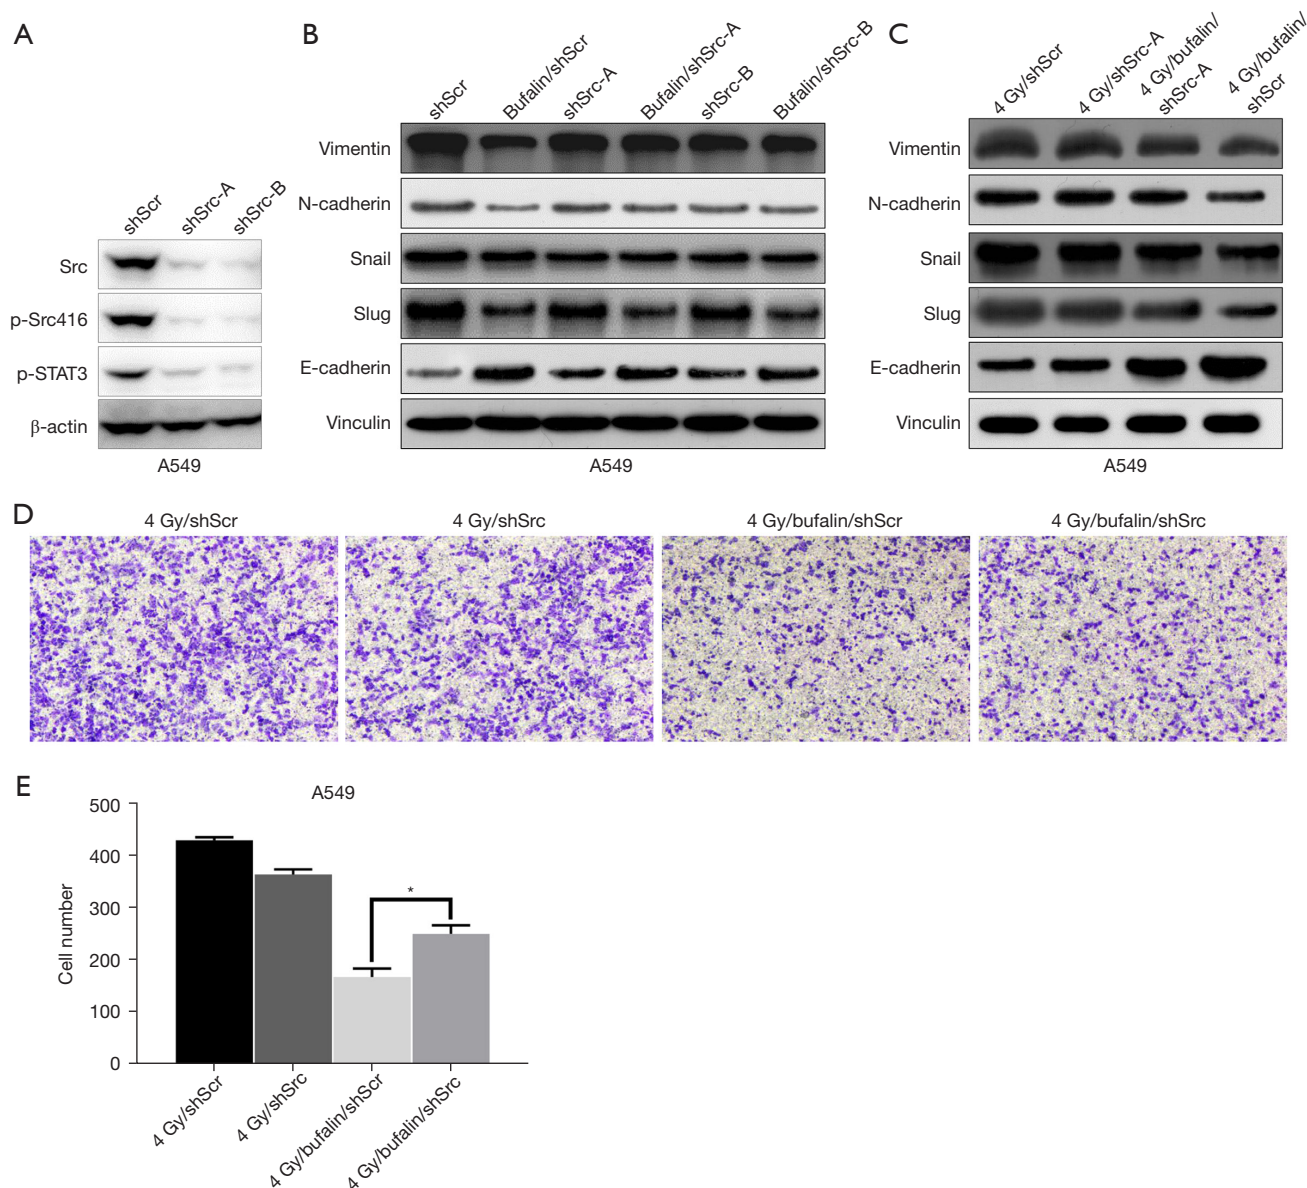 A
shScr
shSrc-A
shSrc-B
Src
p-Src416
p-STAT3
β-actin
A549
B
shScr
Bufalin/shScr
shSrc-A
Bufalin/shSrc-A
shSrc-B
Bufalin/shSrc-B
Vimentin
N-cadherin
Snail
Slug
E-cadherin
Vinculin
A549
C
4 Gy/shScr
4 Gy/shSrc-A
4 Gy/bufalin/
shSrc-A
4 Gy/bufalin/
shScr
Vimentin
N-cadherin
Snail
Slug
E-cadherin
Vinculin
A549
D
4 Gy/shScr
4 Gy/shSrc
4 Gy/bufalin/shScr
4 Gy/bufalin/shSrc
E
A549
Cell number
500
400
300
200
100
0
*
4 Gy/shScr
4 Gy/shSrc
4 Gy/bufalin/shScr
4 Gy/bufalin/shSrc